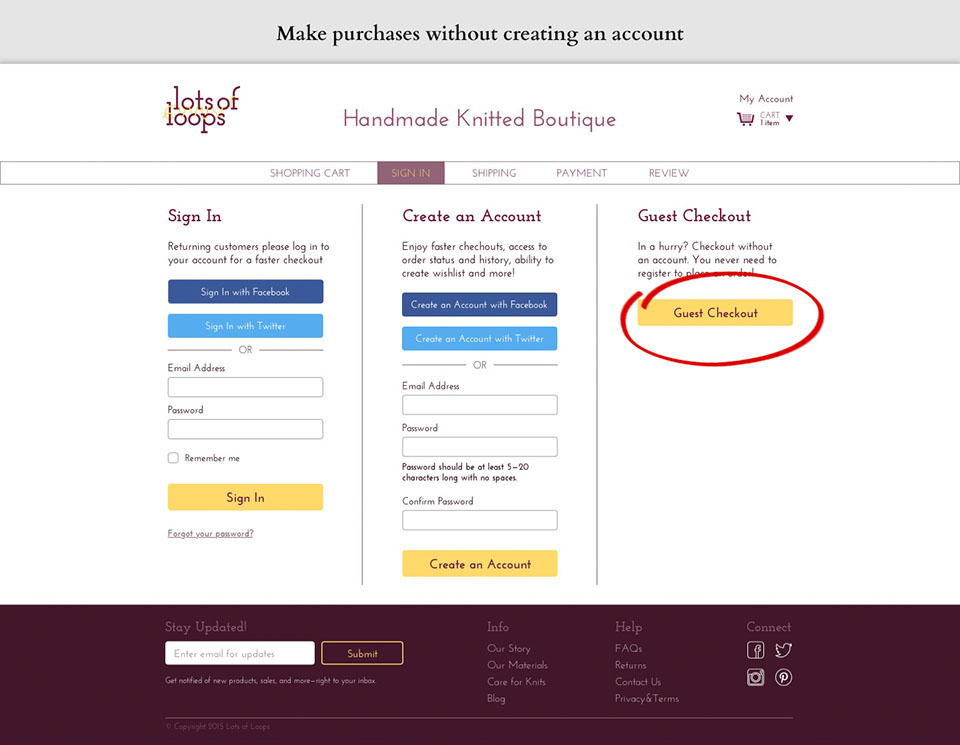 Make purchases without creating an account
lots of
loops
Handmade Knitted Boutique
My Account
CART
1 item
SHOPPING CART
SIGN IN
SHIPPING
PAYMENT
REVIEW
Sign In
Returning customers please log in to
your account for a faster checkout
Sign In with Facebook
Sign In with Twitter
OR
Email Address
Password
Remember me
Sign In
Forgot your password?
Create an Account
Enjoy faster chechouts, access to
order status and history, ability to
create wishlist and more!
Create an Account with Facebook
Create an Account with Twitter
OR
Email Address
Password
Password should be at least 5–20
characters long with no spaces.
Confirm Password
Create an Account
Guest Checkout
In a hurry? Checkout without
an account. You never need to
register to place an order!
Guest Checkout
Stay Updated!
Enter email for updates
Submit
Get notified of new products, sales, and more–right to your inbox.
Info
Our Story
Our Materials
Care for Knits
Blog
Help
FAQs
Returns
Contact Us
Privacy&Terms
Connect
© Copyright 2015 Lots of Loops